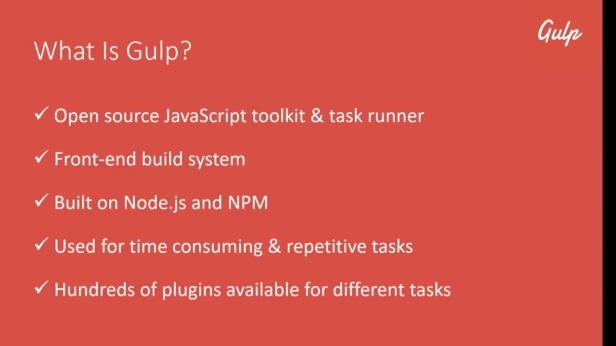 Gulp
What Is Gulp?
✓ Open source JavaScript toolkit & task runner
✓ Front-end build system
✓ Built on Node.js and NPM
✓ Used for time consuming & repetitive tasks
✓ Hundreds of plugins available for different tasks